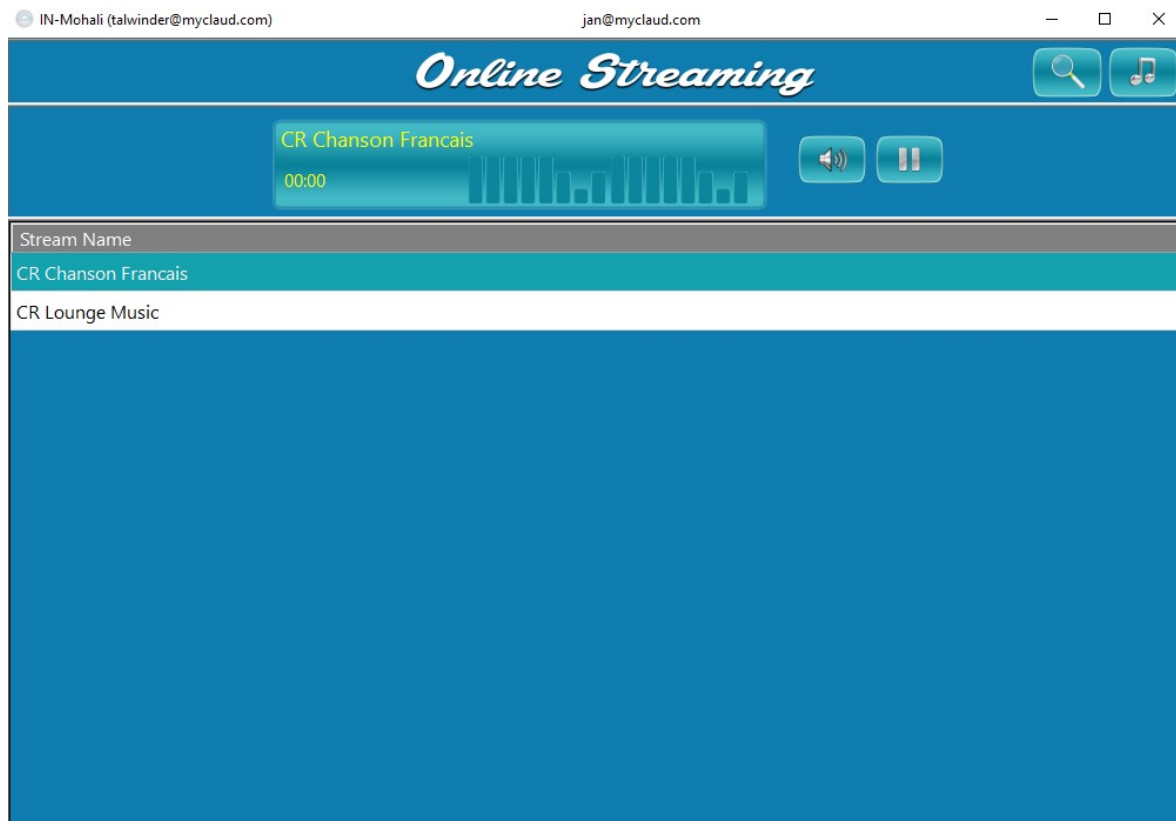 IN-Mohali (talwinder@myclaud.com) jan@myclaud.com
Online Streaming
CR Chanson Francais
00:00
Stream Name
CR Chanson Francais
CR Lounge Music